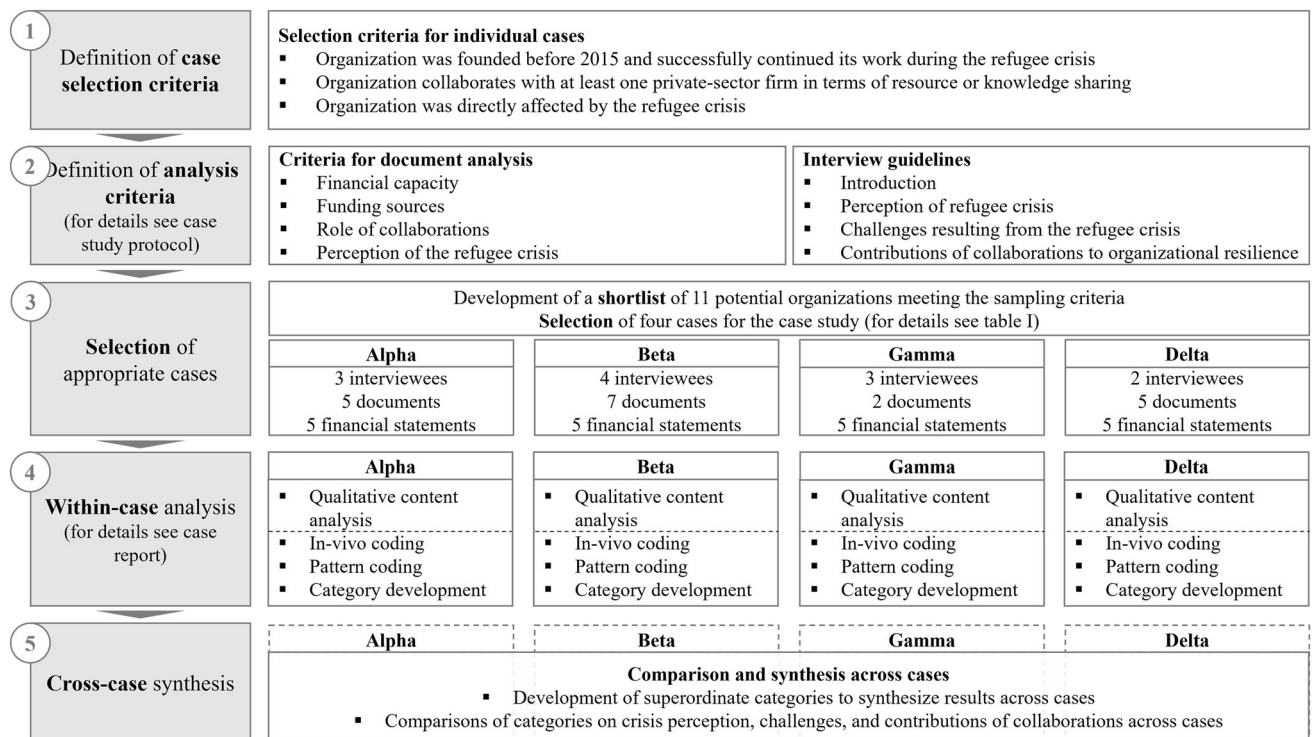 1
Definition of case
selection criteria
Selection criteria for individual cases
▪ Organization was founded before 2015 and successfully continued its work during the refugee crisis
▪ Organization collaborates with at least one private-sector firm in terms of resource or knowledge sharing
▪ Organization was directly affected by the refugee crisis
2
Definition of analysis
criteria
(for details see case
study protocol)
Criteria for document analysis
▪ Financial capacity
▪ Funding sources
▪ Role of collaborations
▪ Perception of the refugee crisis
Interview guidelines
▪ Introduction
▪ Perception of refugee crisis
▪ Challenges resulting from the refugee crisis
▪ Contributions of collaborations to organizational resilience
3
Selection of
appropriate cases
Development of a shortlist of 11 potential organizations meeting the sampling criteria
Selection of four cases for the case study (for details see table I)
Alpha
3 interviewees
5 documents
5 financial statements
Beta
4 interviewees
7 documents
5 financial statements
Gamma
3 interviewees
2 documents
5 financial statements
Delta
2 interviewees
5 documents
5 financial statements
4
Within-case analysis
(for details see case
report)
Alpha
▪ Qualitative content
analysis
▪ In-vivo coding
▪ Pattern coding
▪ Category development
Beta
▪ Qualitative content
analysis
▪ In-vivo coding
▪ Pattern coding
▪ Category development
Gamma
▪ Qualitative content
analysis
▪ In-vivo coding
▪ Pattern coding
▪ Category development
Delta
▪ Qualitative content
analysis
▪ In-vivo coding
▪ Pattern coding
▪ Category development
5
Cross-case synthesis
Alpha
Beta
Gamma
Delta
Comparison and synthesis across cases
▪ Development of superordinate categories to synthesize results across cases
▪ Comparisons of categories on crisis perception, challenges, and contributions of collaborations across cases